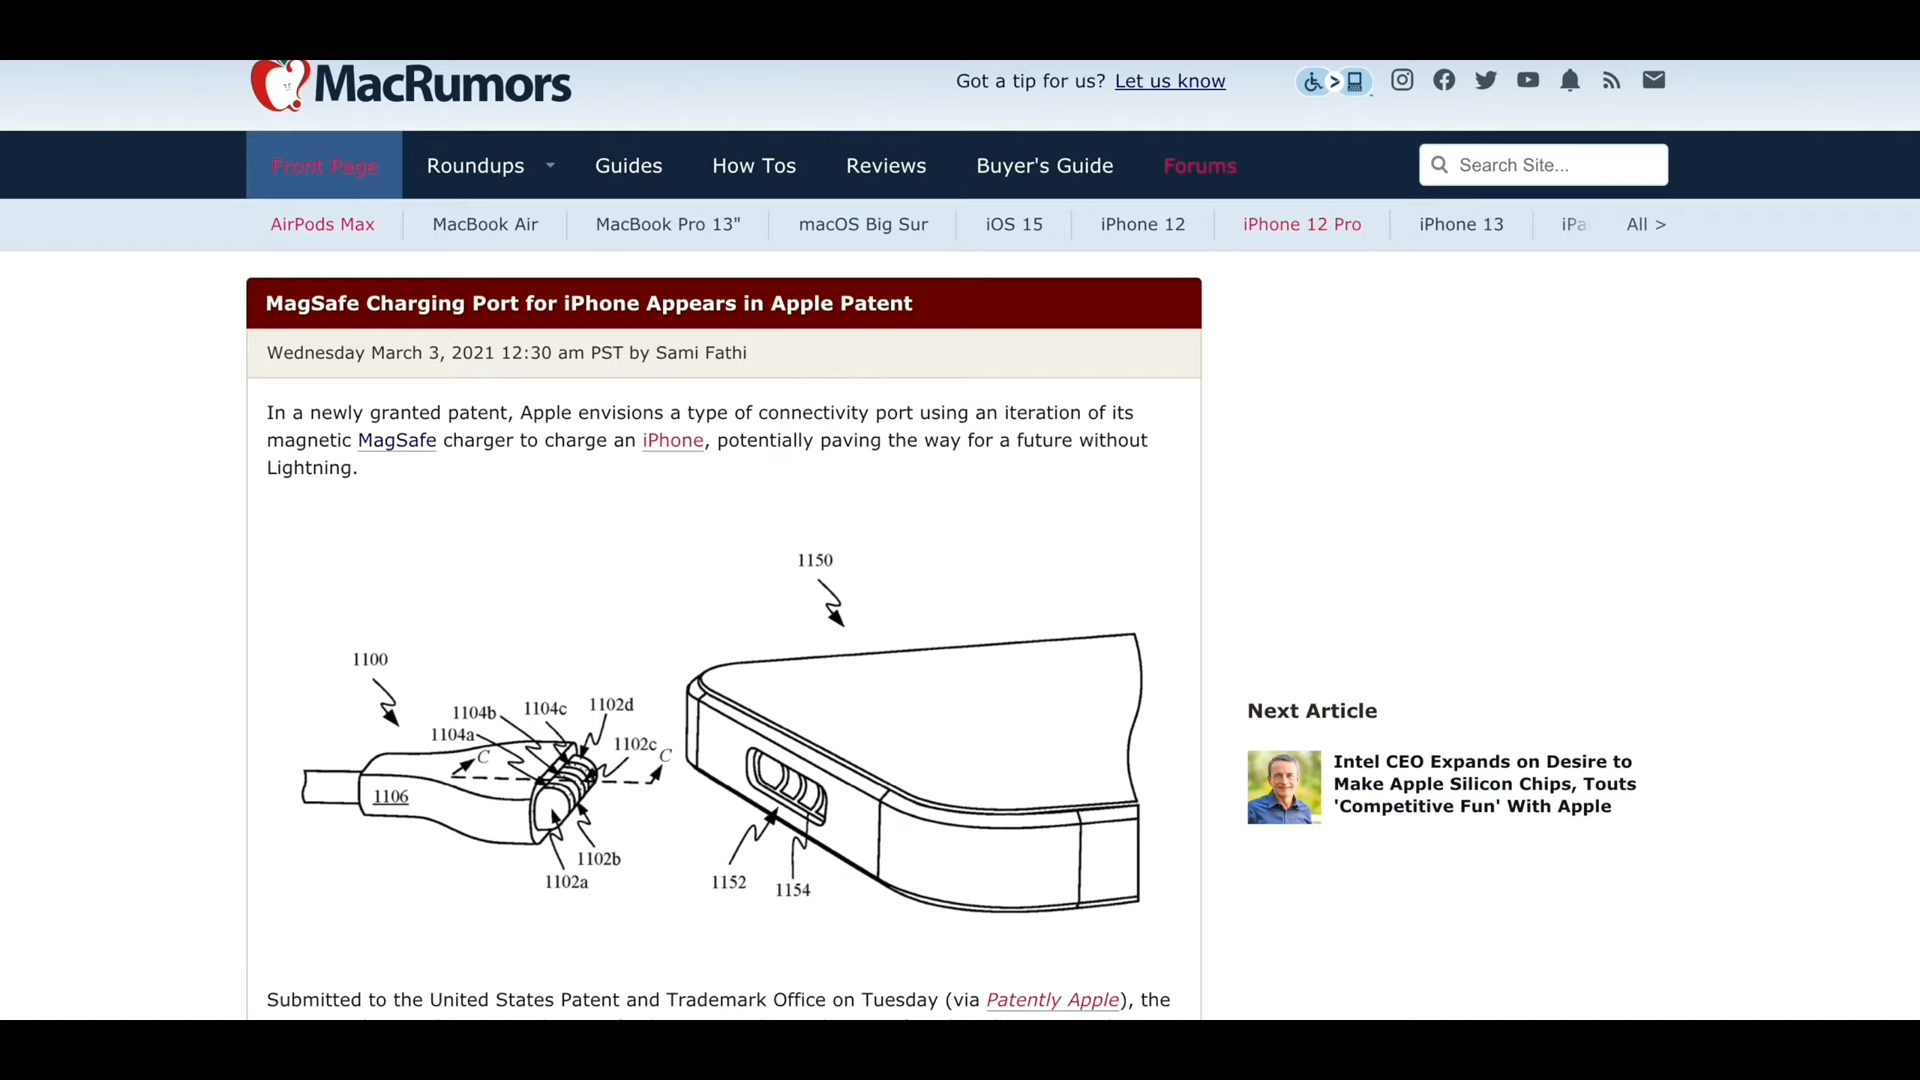 MacRumors
Got a tip for us? Let us know
Front Page Roundups Guides How Tos Reviews Buyer's Guide Forums Search Site...
AirPods Max MacBook Air MacBook Pro 13" macOS Big Sur iOS 15 iPhone 12 iPhone 12 Pro iPhone 13 iPa All >
MagSafe Charging Port for iPhone Appears in Apple Patent
Wednesday March 3, 2021 12:30 am PST by Sami Fathi
In a newly granted patent, Apple envisions a type of connectivity port using an iteration of its
magnetic MagSafe charger to charge an iPhone, potentially paving the way for a future without
Lightning.
1150
1100
1104b 1104c 1102d
1104a 1102c
C C
1106
1102b
1102a
1152 1154
Next Article
Intel CEO Expands on Desire to
Make Apple Silicon Chips, Touts
'Competitive Fun' With Apple
Submitted to the United States Patent and Trademark Office on Tuesday (via Patently Apple), the